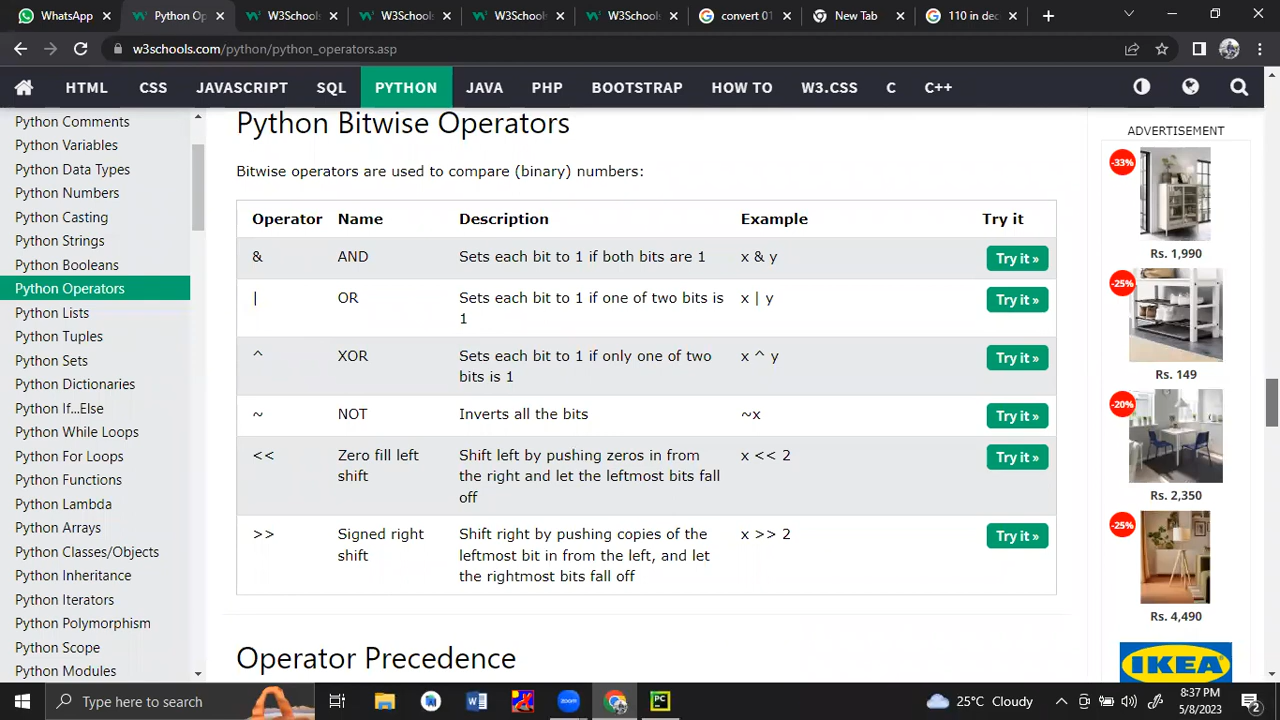 WhatsApp
Python Op
W3Schools.
W3Schools.
W3Schools.
W3Schools.
convert 01
New Tab
110 in dec
w3schools.com/python/python_operators.asp
HTML CSS JAVASCRIPT SQL PYTHON JAVA PHP BOOTSTRAP HOW TO W3.CSS C C++
Python Comments
Python Variables
Python Data Types
Python Numbers
Python Casting
Python Strings
Python Booleans
Python Operators
Python Lists
Python Tuples
Python Sets
Python Dictionaries
Python If...Else
Python While Loops
Python For Loops
Python Functions
Python Lambda
Python Arrays
Python Classes/Objects
Python Inheritance
Python Iterators
Python Polymorphism
Python Scope
Python Modules
Python Bitwise Operators
Bitwise operators are used to compare (binary) numbers:
Operator Name Description Example Try it
& AND Sets each bit to 1 if both bits are 1 x & y Try it »
| OR Sets each bit to 1 if one of two bits is x | y Try it »
1
^ XOR Sets each bit to 1 if only one of two x ^ y Try it »
bits is 1
~ NOT Inverts all the bits ~x Try it »
<< Zero fill left Shift left by pushing zeros in from x << 2 Try it »
shift the right and let the leftmost bits fall
off
>> Signed right Shift right by pushing copies of the x >> 2 Try it »
shift leftmost bit in from the left, and let
the rightmost bits fall off
Operator Precedence
ADVERTISEMENT
-33%
Rs. 1,990
-25%
Rs. 149
-20%
Rs. 2,350
-25%
Rs. 4,490
IKEA
Type here to search
W
zoom
PC
25°C Cloudy
8:37 PM
5/8/2023
2